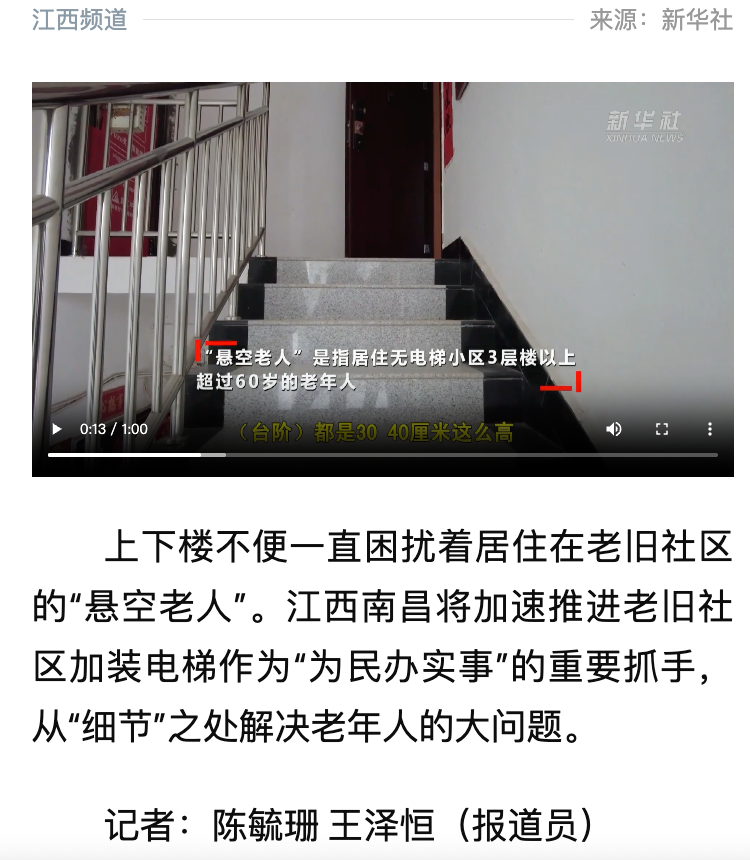 江西频道
来源：新华社
新华社
XINHUA NEWS
“悬空老人”是指居住无电梯小区3层楼以上
超过60岁的老年人
0:13 / 1:00
（台阶）都是30 40厘米这么高
上下楼不便一直困扰着居住在老旧社区
的“悬空老人”。江西南昌将加速推进老旧社
区加装电梯作为“为民办实事”的重要抓手，
从“细节”之处解决老年人的大问题。
记者：陈毓珊 王泽恒（报道员）